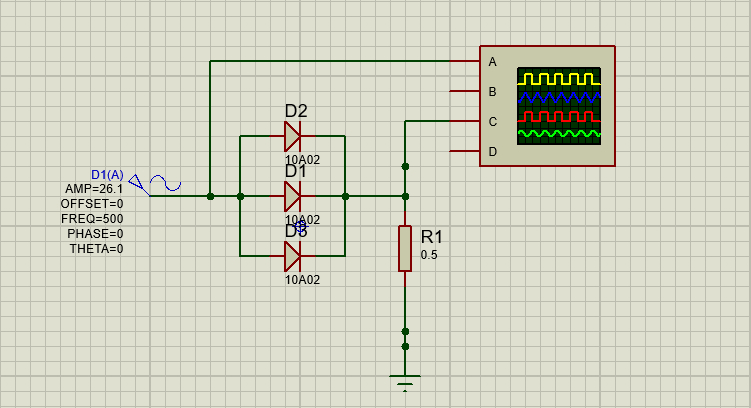 A
B
C
D
D2
10A02
D1
10A02
D3
10A02
D1(A)
AMP=26.1
OFFSET=0
FREQ=500
PHASE=0
THETA=0
R1
0.5